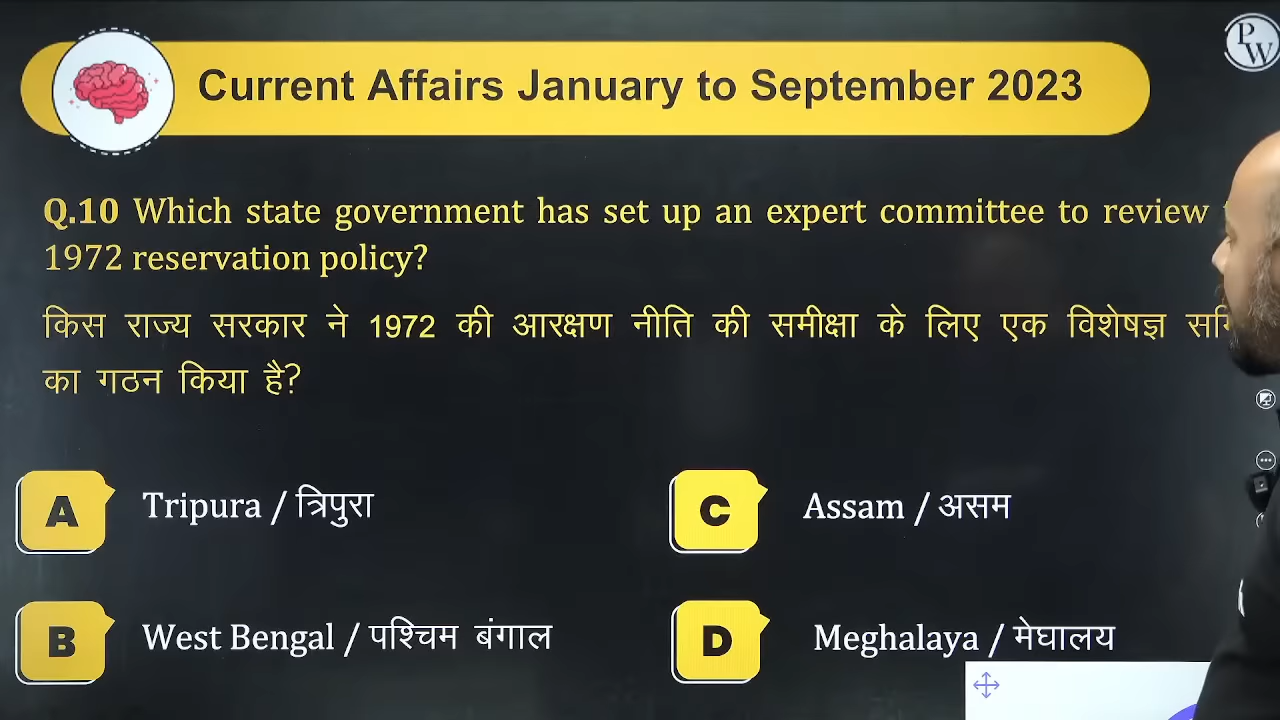 PW
Current Affairs January to September 2023
Q.10 Which state government has set up an expert committee to review
1972 reservation policy?
किस राज्य सरकार ने 1972 की आरक्षण नीति की समीक्षा के लिए एक विशेषज्ञ
का गठन किया है?
A Tripura / त्रिपुरा
C Assam / असम
B West Bengal / पश्चिम बंगाल
D Meghalaya / मेघालय